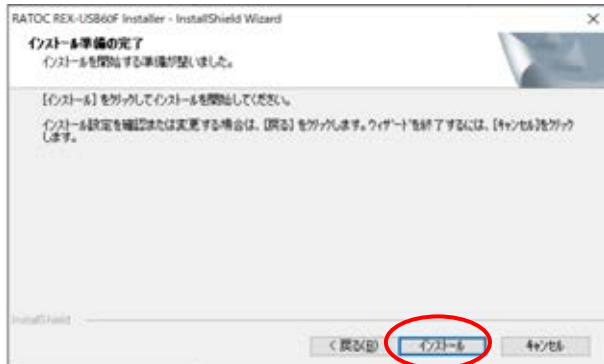 RATOC REX-USB60F Installer - InstallShield Wizard
インストール準備の完了
インストールを開始する準備が整いました。
[インストール] をクリックしてインストールを開始してください。
インストール設定を確認または変更する場合は、[戻る] をクリックします。ウィザードを終了するには、[キャンセル]をクリック
します。
InstallShield
< 戻る(B)
インストール
キャンセル